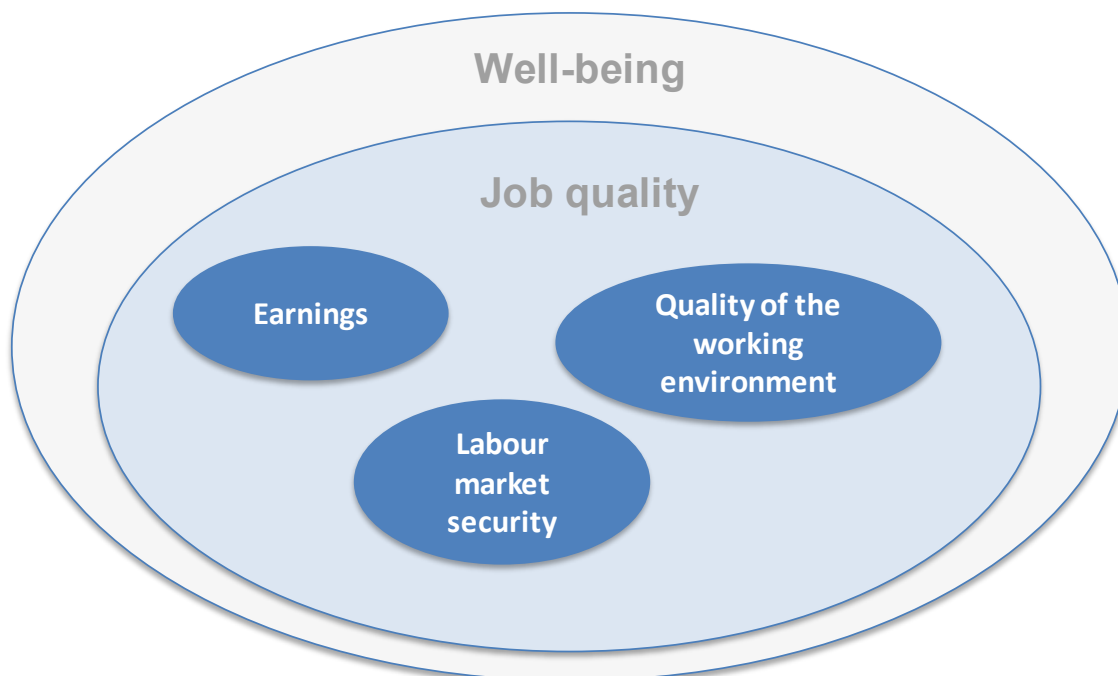 Well-being
Job quality
Earnings
Quality of the
working
environment
Labour
market
security